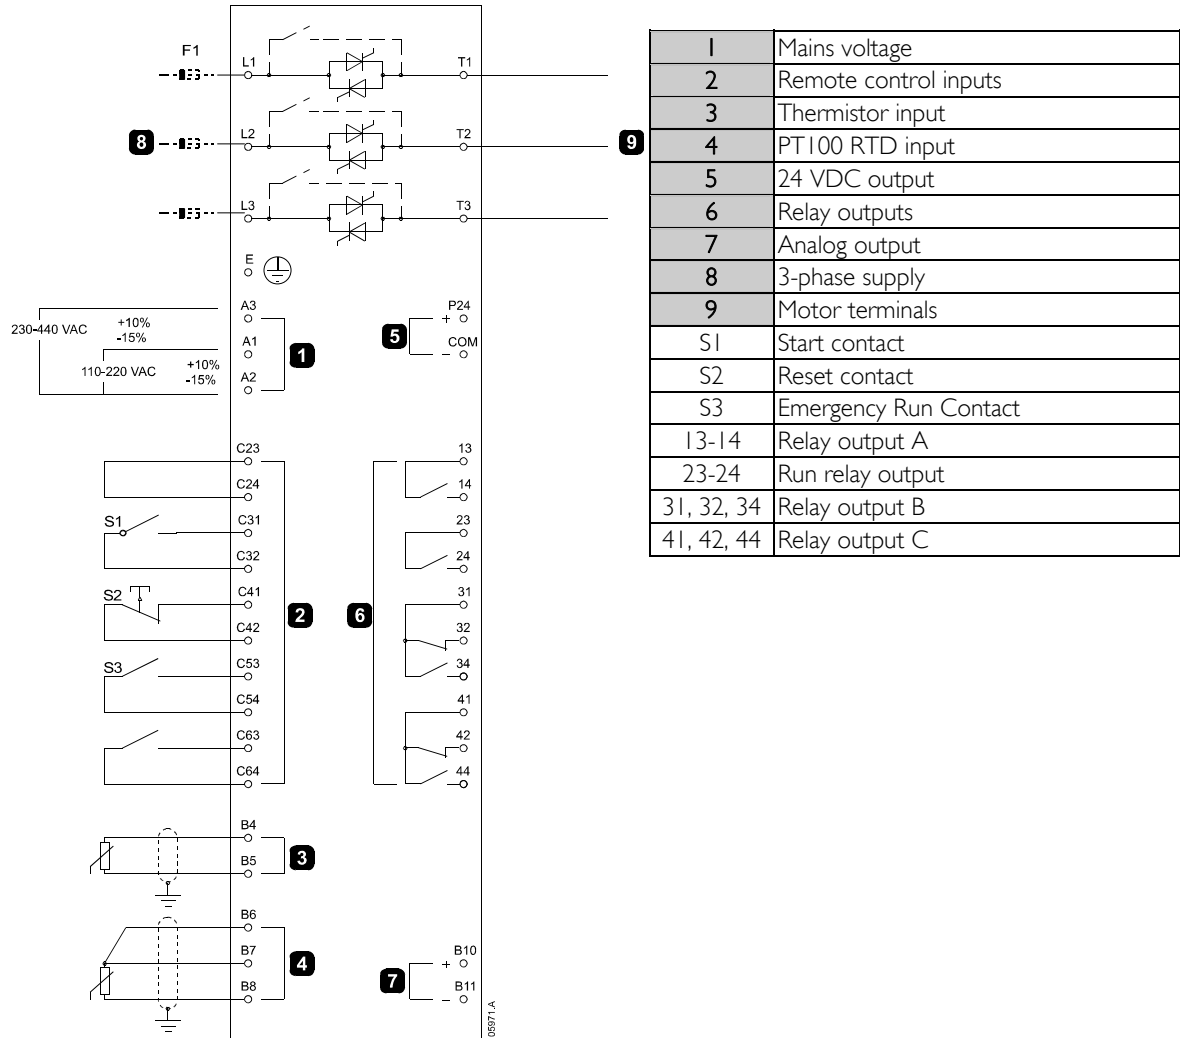 F1
L1
T1
L2
T2
8
9
L3
T3
E
A3
230-440 VAC
+10%
-15%
A1
110-220 VAC
+10%
-15%
A2
1
P24
+
5
COM
–
C23
C24
S1
C31
C32
S2
C41
C42
S3
C53
C54
C63
C64
2
13
14
23
24
31
32
34
41
42
44
6
B4
B5
3
B6
B7
B8
4
B10
+
7
B11
–
05971.A
1 Mains voltage
2 Remote control inputs
3 Thermistor input
4 PT100 RTD input
5 24 VDC output
6 Relay outputs
7 Analog output
8 3-phase supply
9 Motor terminals
S1 Start contact
S2 Reset contact
S3 Emergency Run Contact
13-14 Relay output A
23-24 Run relay output
31, 32, 34 Relay output B
41, 42, 44 Relay output C